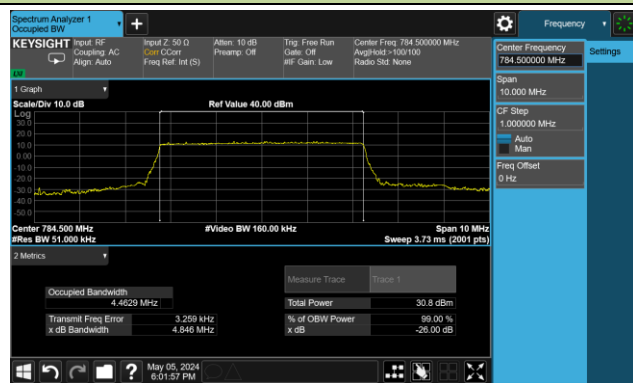 Spectrum Analyzer 1
Occupied BW
Frequency
KEYSIGHT
Input: RF
Coupling: AC
Align: Auto
Input Z: 50 Ω
Corr CCorr
Freq Ref: Int (S)
Atten: 10 dB
Preamp: Off
Trig: Free Run
Gate: Off
#IF Gain: Low
Center Freq: 784.500000 MHz
Avg|Hold:>100/100
Radio Std: None
LXI
Center Frequency
784.500000 MHz
Settings
Span
10.000 MHz
CF Step
1.000000 MHz
Auto
Man
Freq Offset
0 Hz
1 Graph
Scale/Div 10.0 dB
Ref Value 40.00 dBm
Log
30.0
20.0
10.0
0.00
-10.0
-20.0
-30.0
-40.0
-50.0
Center 784.500 MHz
#Video BW 160.00 kHz
Span 10 MHz
#Res BW 51.000 kHz
Sweep 3.73 ms (2001 pts)
2 Metrics
Measure Trace
Trace 1
Occupied Bandwidth
4.4629 MHz
Total Power
30.8 dBm
Transmit Freq Error
3.259 kHz
% of OBW Power
99.00 %
x dB Bandwidth
4.846 MHz
x dB
-26.00 dB
?
May 05, 2024
6:01:57 PM